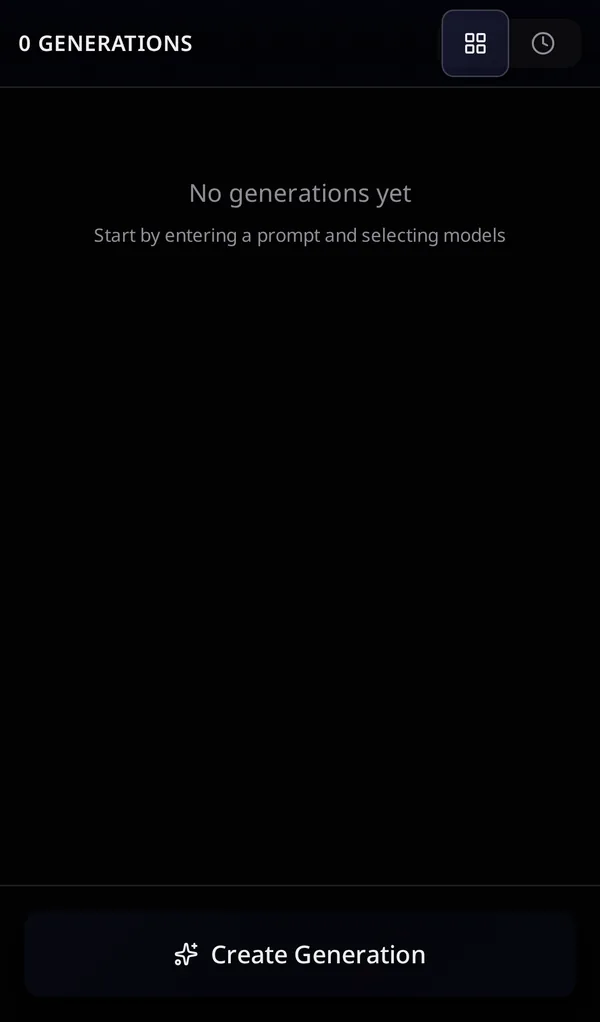 0 GENERATIONS
No generations yet
Start by entering a prompt and selecting models
Create Generation